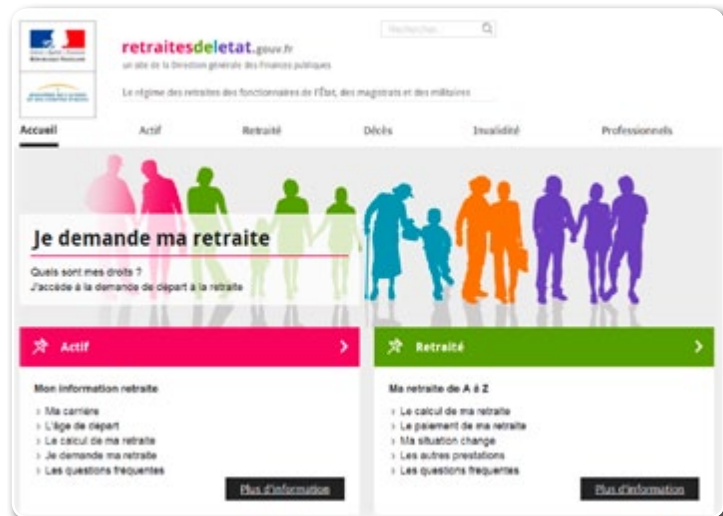 Rechercher...
RÉPUBLIQUE FRANÇAISE
retraitesdeletat.gouv.fr
un site de la Direction générale des Finances publiques
Le régime des retraites des fonctionnaires de l'État, des magistrats et des militaires
Accueil Actif Retraité Décès Invalidité Professionnels
Je demande ma retraite
Quels sont mes droits ?
J'accède à la demande de départ à la retraite
Actif
Mon information retraite
Ma carrière
L'âge de départ
Le calcul de ma retraite
Je demande ma retraite
Les questions fréquentes
Plus d'information
Retraité
Ma retraite de A à Z
Le calcul de ma retraite
Le paiement de ma retraite
Ma situation change
Les autres prestations
Les questions fréquentes
Plus d'information